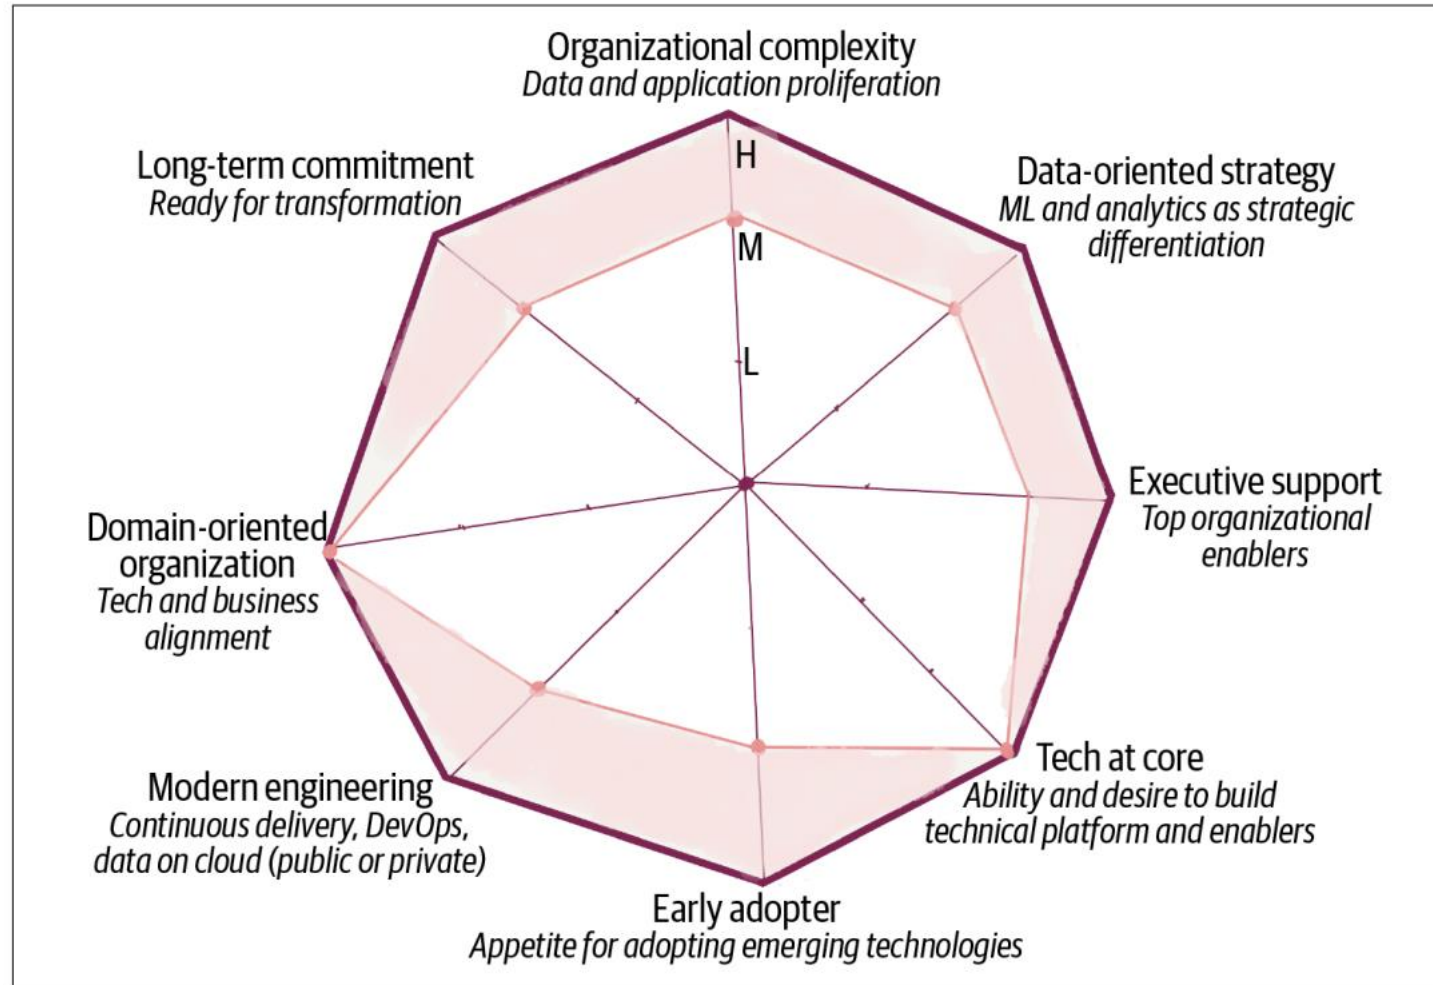 Organizational complexity
Data and application proliferation
H
M
L
Data-oriented strategy
ML and analytics as strategic
differentiation
Executive support
Top organizational
enablers
Tech at core
Ability and desire to build
technical platform and enablers
Early adopter
Appetite for adopting emerging technologies
Modern engineering
Continuous delivery, DevOps,
data on cloud (public or private)
Domain-oriented
organization
Tech and business
alignment
Long-term commitment
Ready for transformation